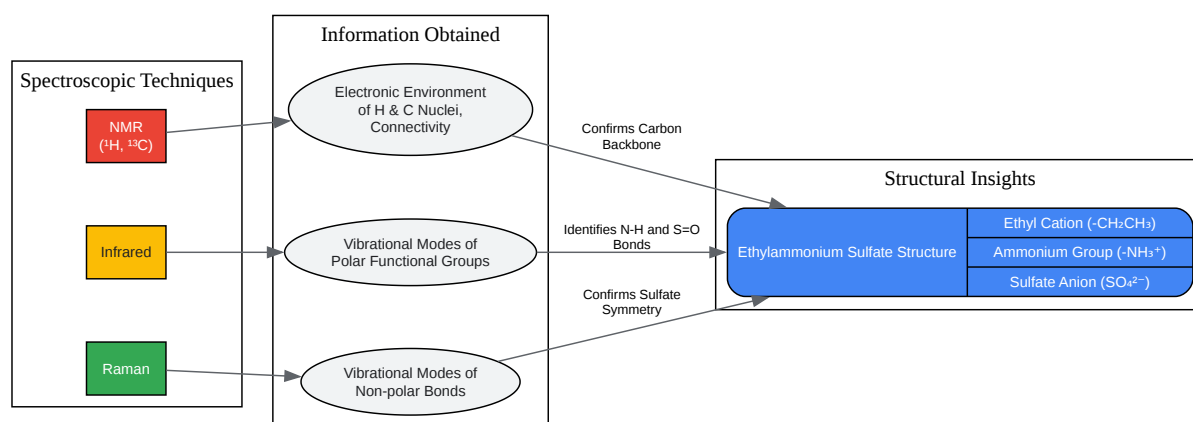 Spectroscopic Techniques
NMR
(¹H, ¹³C)
Infrared
Raman
Information Obtained
Electronic Environment
of H & C Nuclei,
Connectivity
Vibrational Modes of
Polar Functional Groups
Vibrational Modes of
Non-polar Bonds
Confirms Carbon
Backbone
Identifies N-H and S=O
Bonds
Confirms Sulfate
Symmetry
Structural Insights
Ethylammonium Sulfate Structure
Ethyl Cation (-CH₂CH₃)
Ammonium Group (-NH₃⁺)
Sulfate Anion (SO₄²⁻)